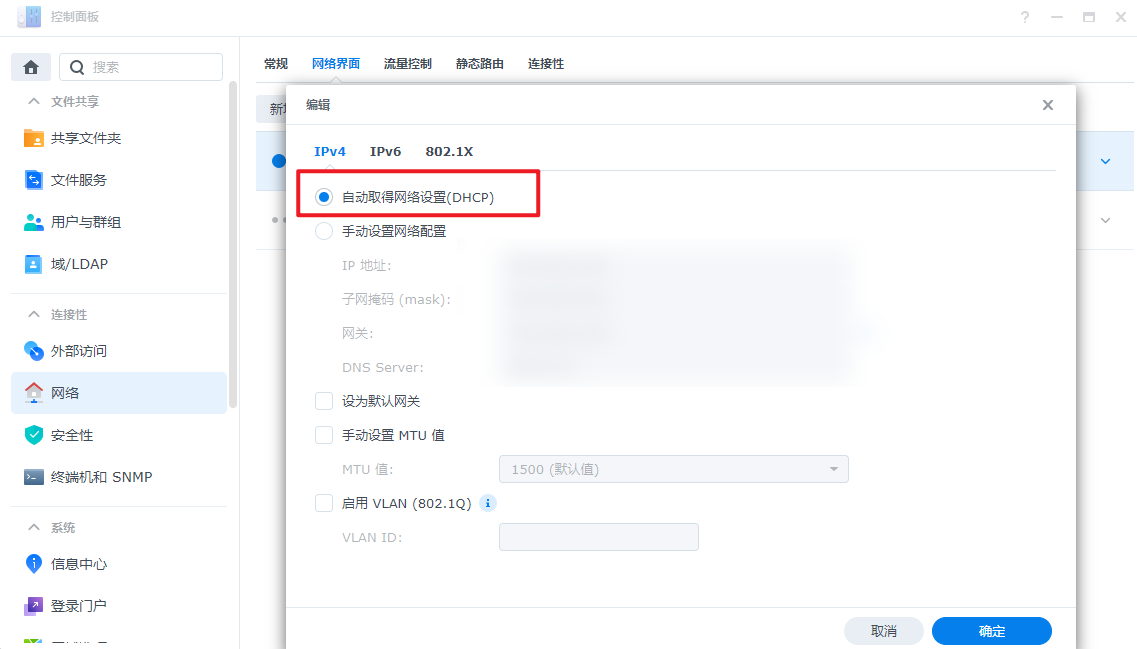 控制面板
搜索
文件共享
共享文件夹
文件服务
用户与群组
域/LDAP
连接性
外部访问
网络
安全性
终端机和 SNMP
系统
信息中心
登录门户
常规 网络界面 流量控制 静态路由 连接性
编辑
IPv4 IPv6 802.1X
自动取得网络设置(DHCP)
手动设置网络配置
IP 地址:
子网掩码 (mask):
网关:
DNS Server:
设为默认网关
手动设置 MTU 值
MTU 值: 1500 (默认值)
启用 VLAN (802.1Q)
VLAN ID:
取消 确定